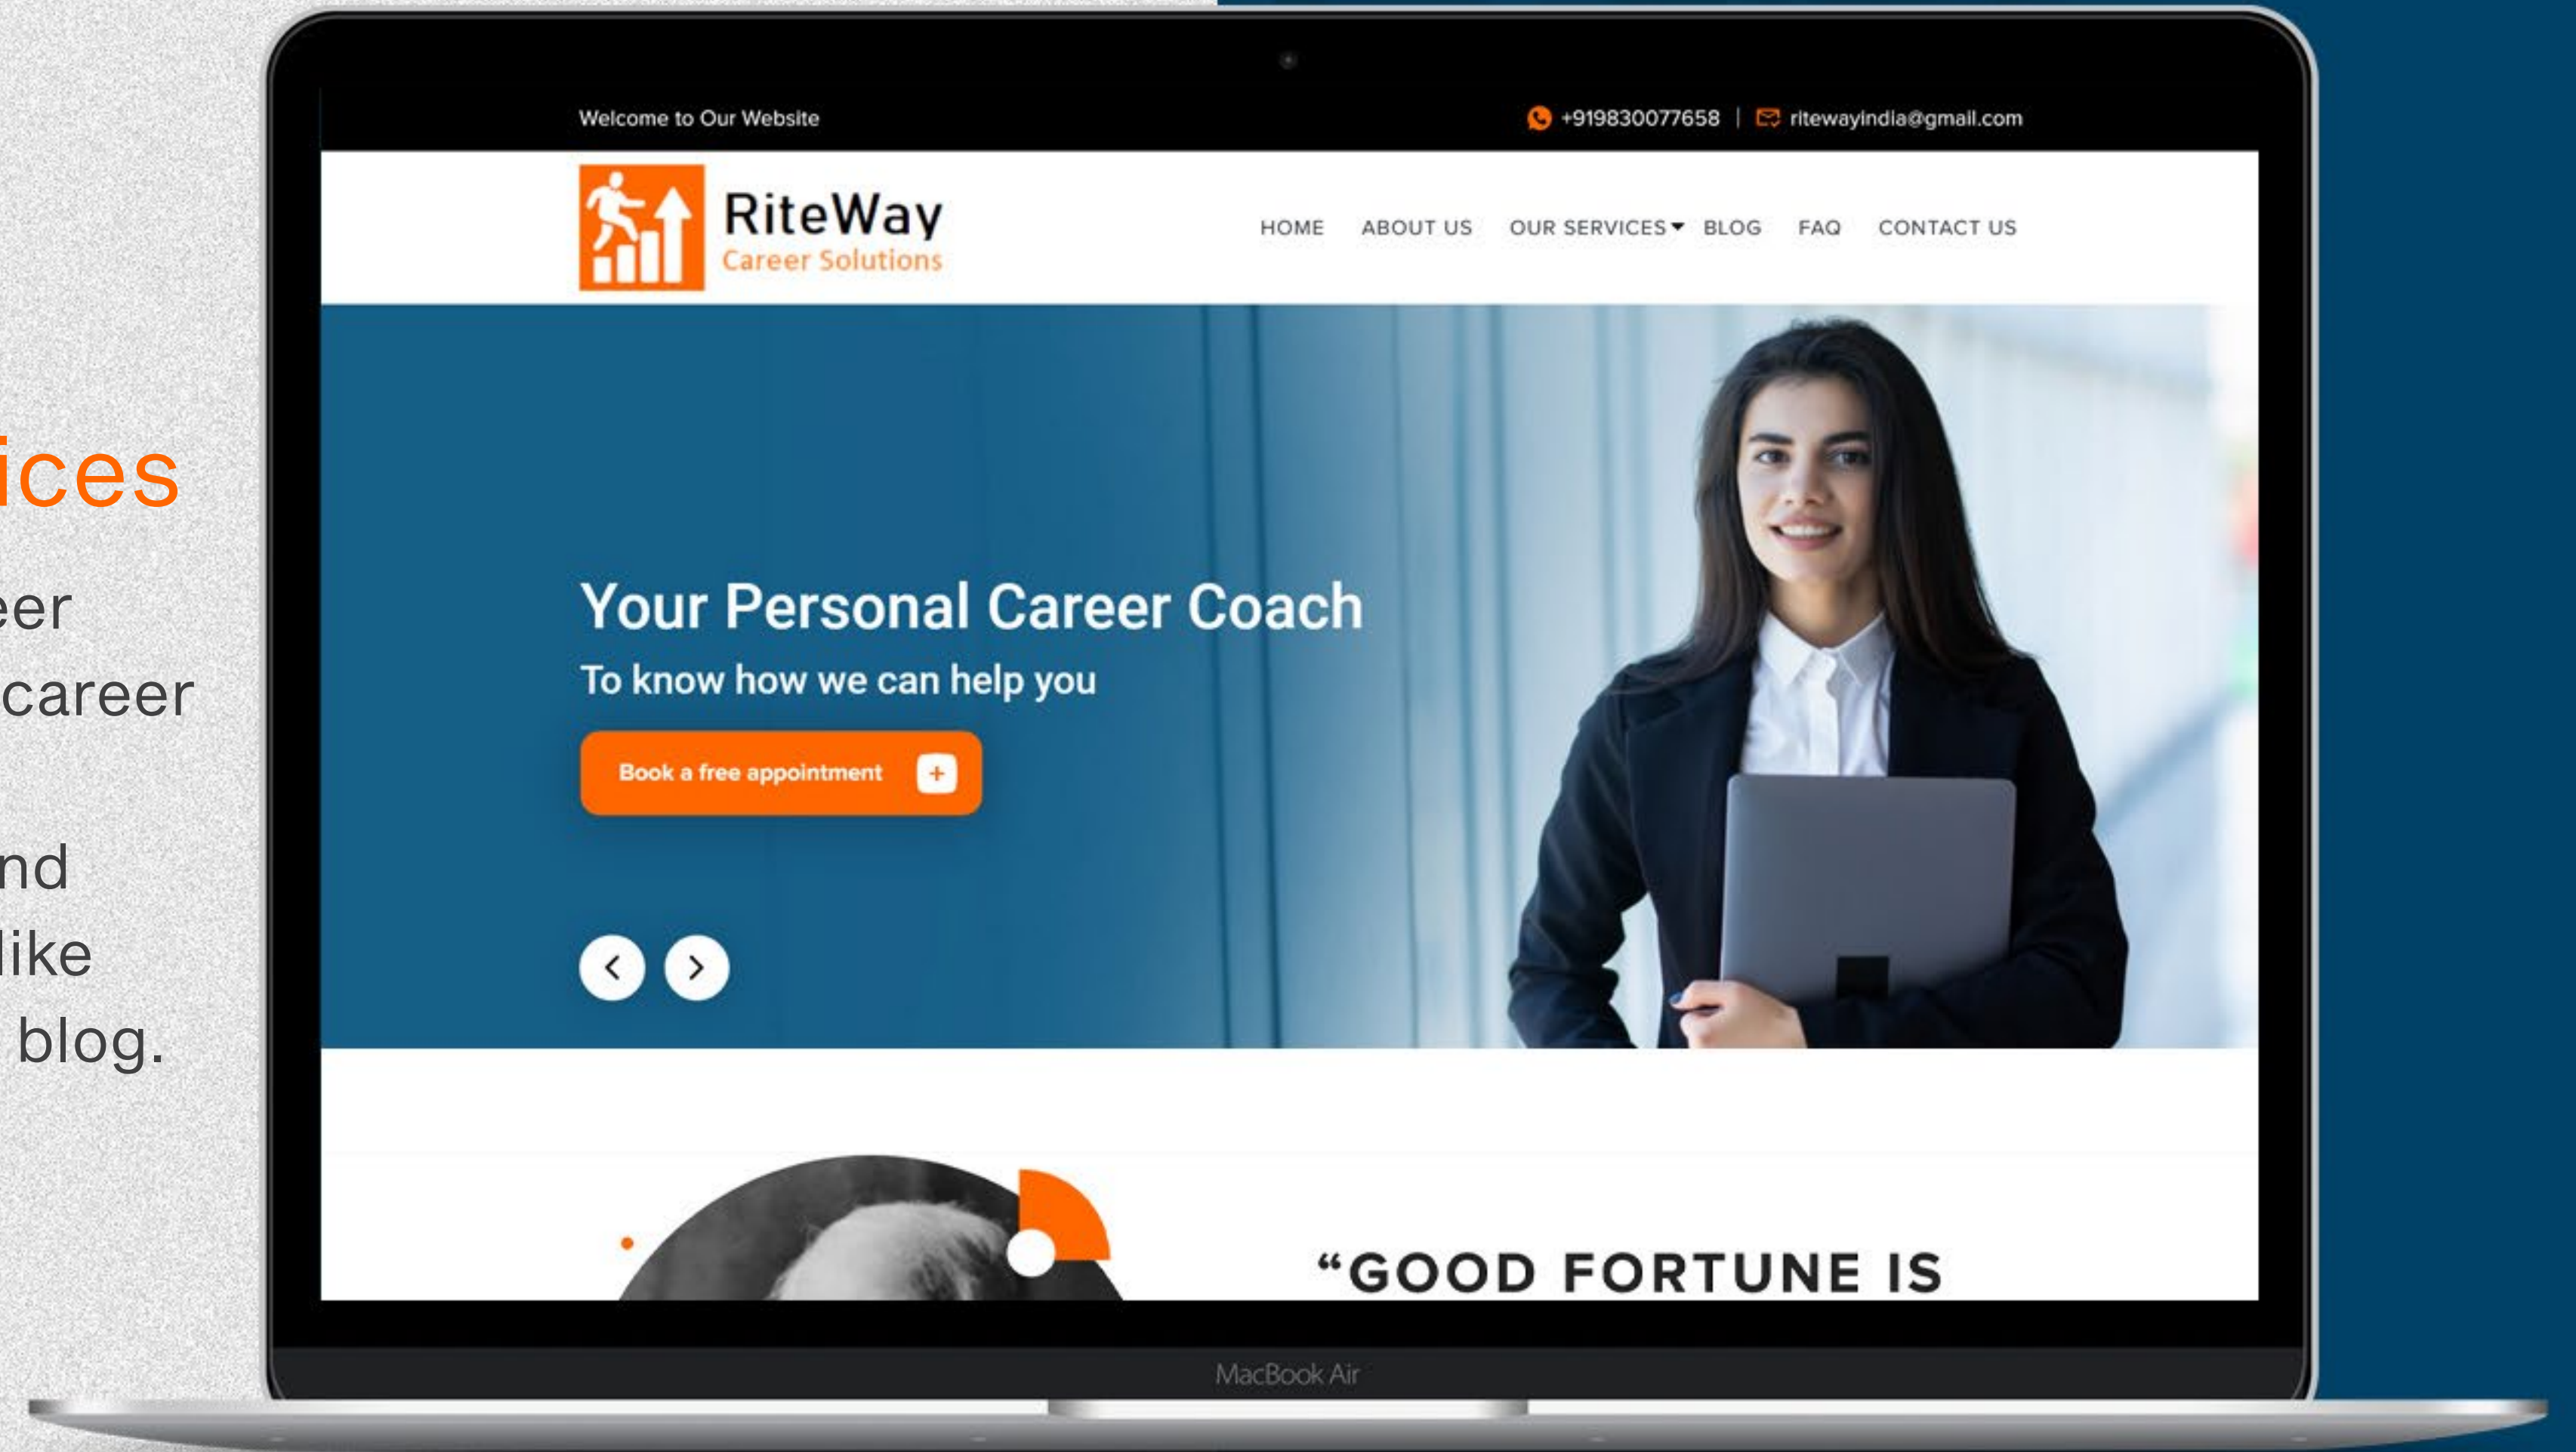 ices
eer
career
nd
like
blog.
Welcome to Our Website
+919830077658 | ritewayindia@gmail.com
RiteWay
Career Solutions
HOME ABOUT US OUR SERVICES BLOG FAQ CONTACT US
Your Personal Career Coach
To know how we can help you
Book a free appointment
“GOOD FORTUNE IS
MacBook Air